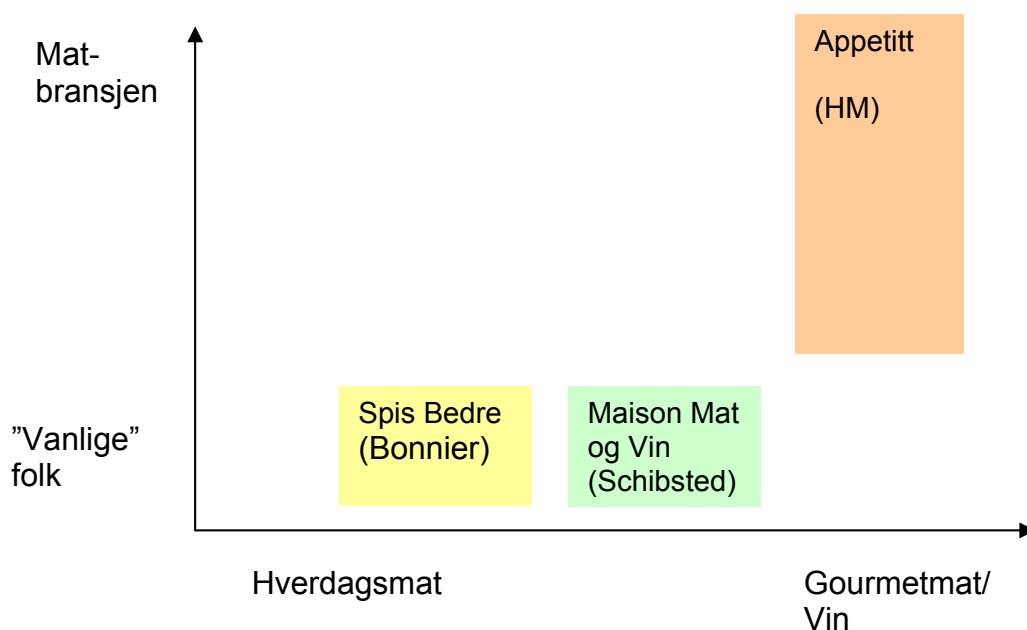 Mat-
bransjen
Appetitt
(HM)
"Vanlige"
folk
Spis Bedre
(Bonnier)
Maison Mat
og Vin
(Schibsted)
Hverdagsmat
Gourmetmat/
Vin